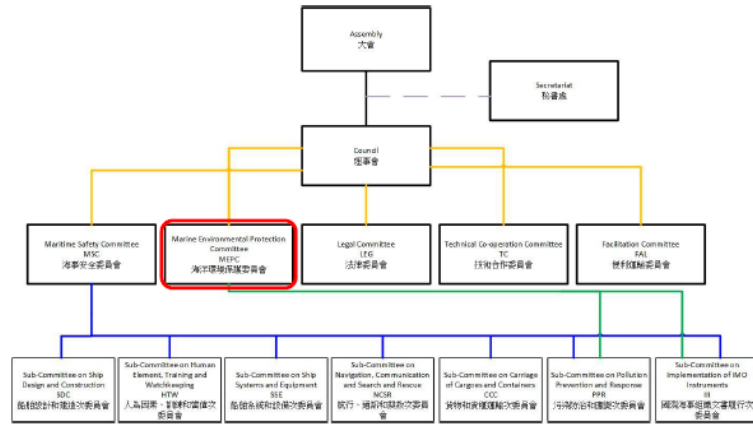 Assembly
大會
Secretariat
秘書處
Council
理事會
Maritime Safety Committee
MSC
海事安全委員會
Marine Environmental Protection
Committee
MEPC
海洋環境保護委員會
Legal Committee
LEG
法律委員會
Technical Co-operation Committee
TC
技術合作委員會
Facilitation Committee
FAL
便利運輸委員會
Sub-Committee on Ship
Design and Construction
SDC
船舶設計和建造次委員會
Sub-Committee on Human
Element, Training and
Watchkeeping
HTW
人為因素、訓練和當值次
委員會
Sub-Committee on Ship
Systems and Equipment
SSE
船舶系統和設備次委員會
Sub-Committee on
Navigation, Communication
and Search and Rescue
NCSR
航行、通訊和搜救次委員
會
Sub-Committee on Carriage
of Cargoes and Containers
CCC
貨物和貨櫃運輸次委員會
Sub-Committee on Pollution
Prevention and Response
PPR
污染防治和應變次委員會
Sub-Committee on
Implementation of IMO
Instruments
III
國際海事組織文書履行次
委員會